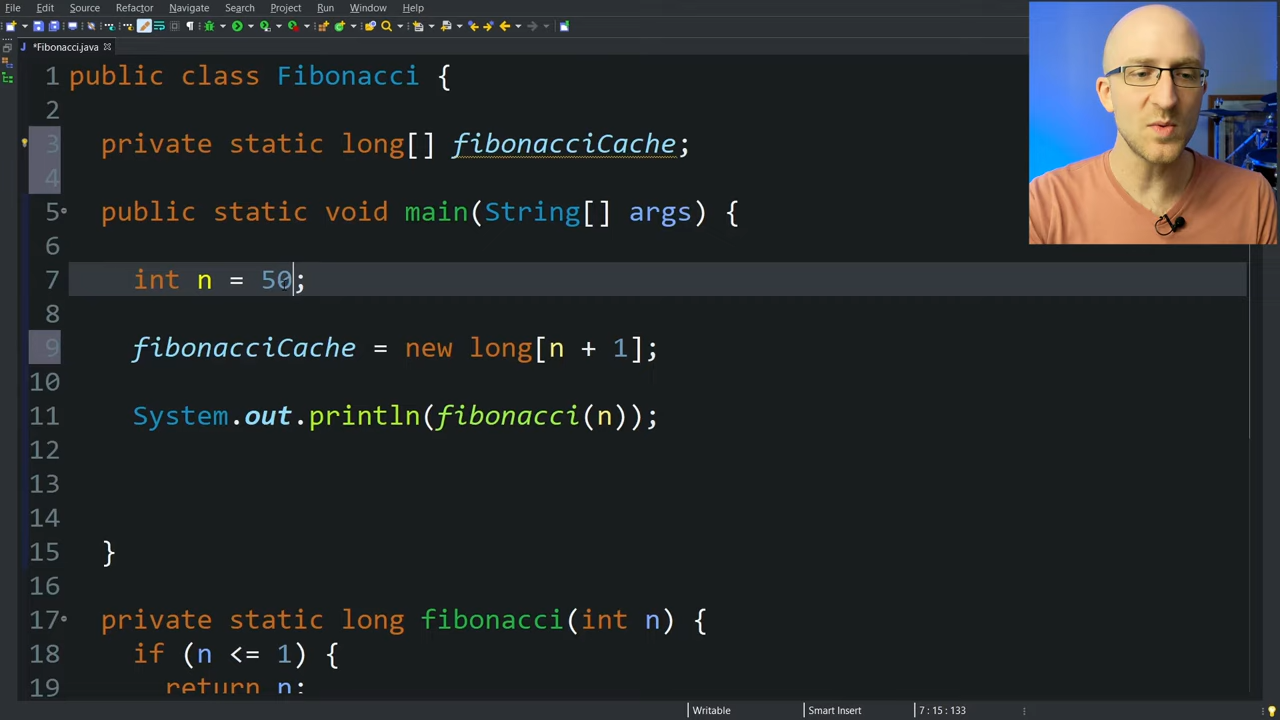 File Edit Source Refactor Navigate Search Project Run Window Help
*Fibonacci.java
1 public class Fibonacci {
2
3 private static long[] fibonacciCache;
4
5 public static void main(String[] args) {
6
7 int n = 50;
8
9 fibonacciCache = new long[n + 1];
10
11 System.out.println(fibonacci(n));
12
13
14
15 }
16
17 private static long fibonacci(int n) {
18 if (n <= 1) {
19 return n;
Writable Smart Insert 7 : 15 : 133